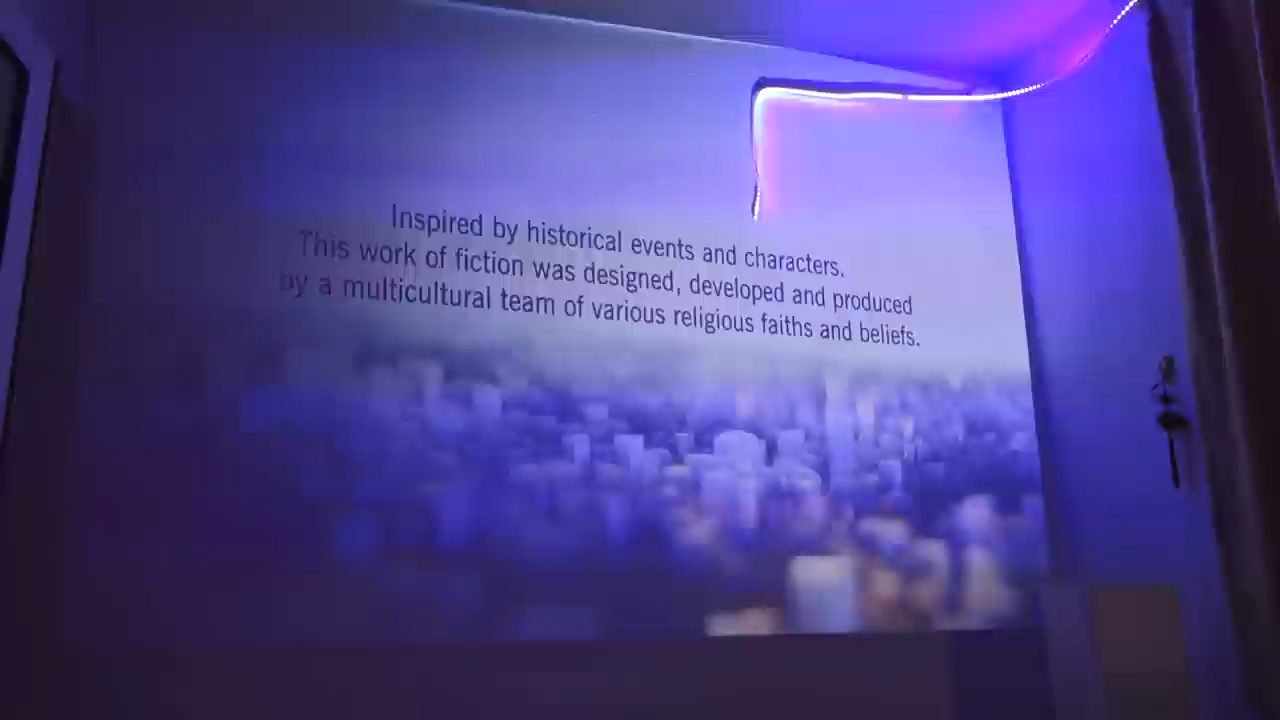 Inspired by historical events and characters.
This work of fiction was designed, developed and produced
by a multicultural team of various religious faiths and beliefs.